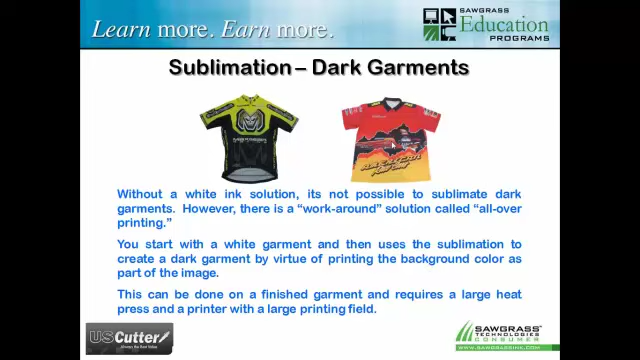 Learn more. Earn more.
SAWGRASS
Education
PROGRAMS
Sublimation – Dark Garments
Without a white ink solution, its not possible to sublimate dark
garments. However, there is a “work-around” solution called “all-over
printing.”
You start with a white garment and then uses the sublimation to
create a dark garment by virtue of printing the background color as
part of the image.
This can be done on a finished garment and requires a large heat
press and a printer with a large printing field.
USCutter
SAWGRASS
TECHNOLOGIES
CONSUMER
www.sawgrassink.com